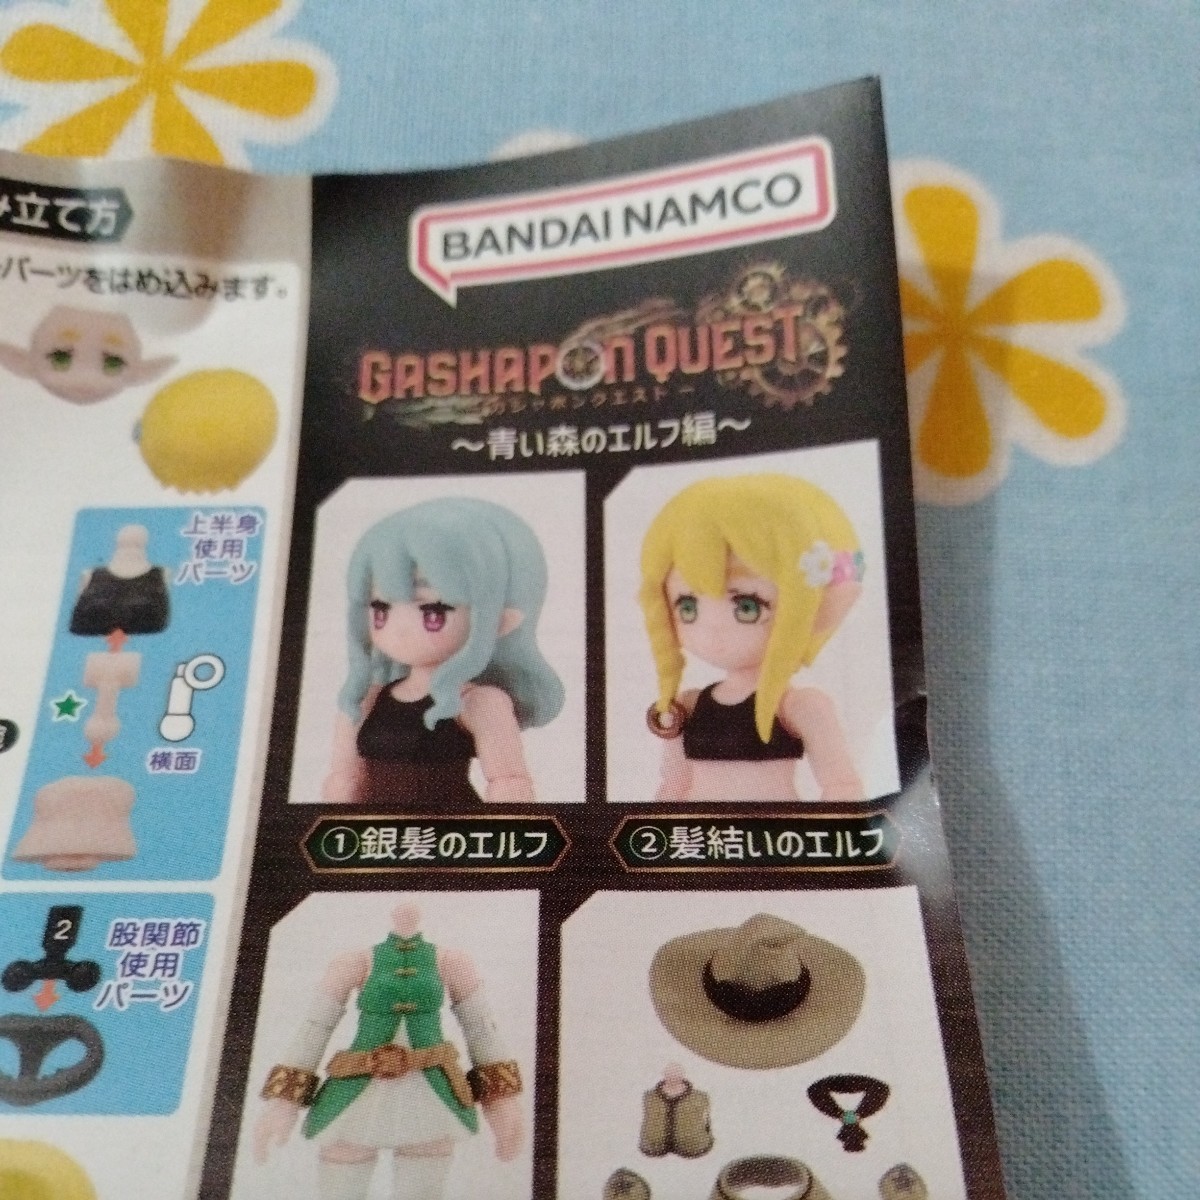 み立て方
パーツをはめ込みます。
上半身
使用
パーツ
横面
2
股関節
使用
パーツ
BANDAI NAMCO
GASHAPON QUEST
ガシャポンクエスト
～青い森のエルフ編～
①銀髪のエルフ
②髪結いのエルフ